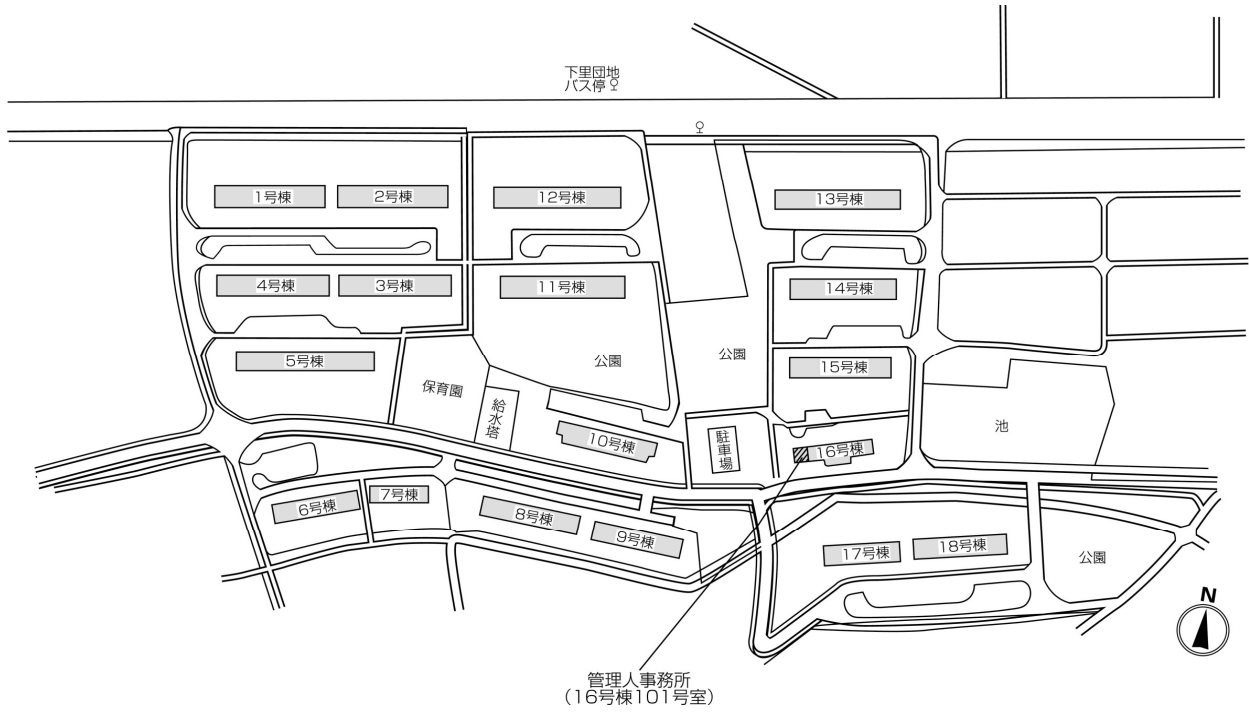 下里団地
バス停
1号棟
2号棟
12号棟
13号棟
4号棟
3号棟
11号棟
14号棟
5号棟
公園
公園
15号棟
保育園
給水塔
10号棟
駐車場
16号棟
池
6号棟
7号棟
8号棟
9号棟
17号棟
18号棟
公園
N
管理人事務所
（16号棟101号室）